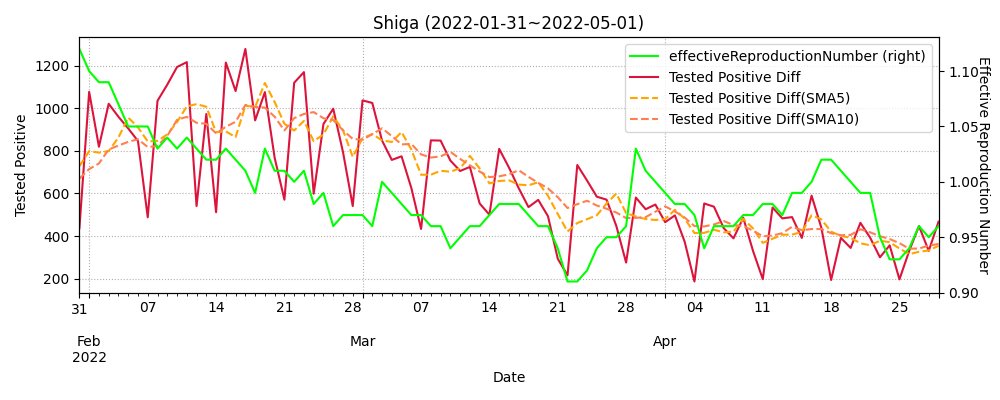 Shiga (2022-01-31~2022-05-01)
effectiveReproductionNumber (right)
Tested Positive Diff
Tested Positive Diff(SMA5)
Tested Positive Diff(SMA10)
Tested Positive
1200
1000
800
600
400
200
Effective Reproduction Number
1.10
1.05
1.00
0.95
0.90
31 07 14 21 28 07 14 21 28 04 11 18 25
Feb Mar Apr
2022
Date